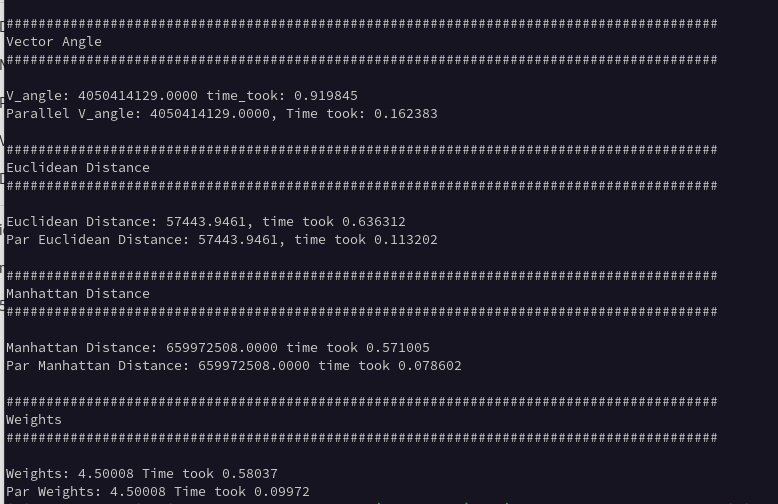 #########################################################################################
Vector Angle
#########################################################################################
V_angle: 4050414129.0000 time_took: 0.919845
Parallel V_angle: 4050414129.0000, Time took: 0.162383
#########################################################################################
Euclidean Distance
#########################################################################################
Euclidean Distance: 57443.9461, time took 0.636312
Par Euclidean Distance: 57443.9461, time took 0.113202
#########################################################################################
Manhattan Distance
#########################################################################################
Manhattan Distance: 659972508.0000 time took 0.571005
Par Manhattan Distance: 659972508.0000 time took 0.078602
#########################################################################################
Weights
#########################################################################################
Weights: 4.50008 Time took 0.58037
Par Weights: 4.50008 Time took 0.09972